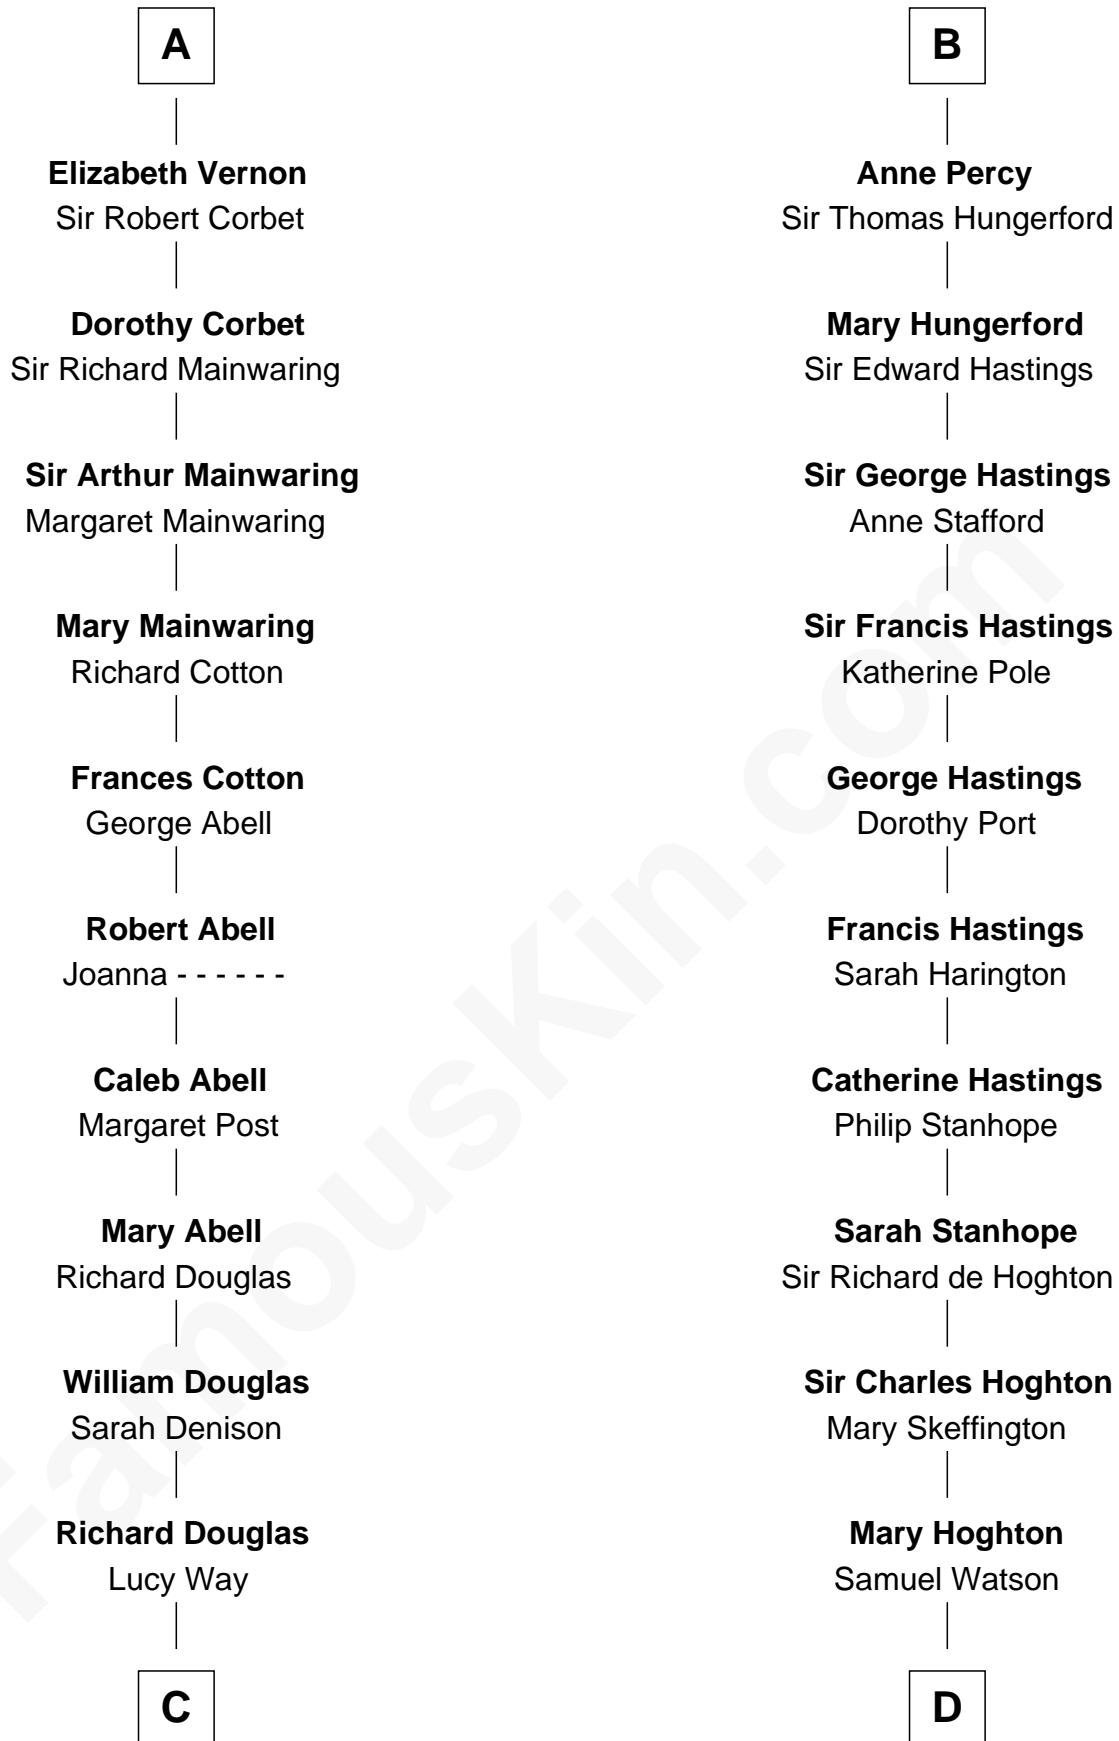 A
Elizabeth Vernon
Sir Robert Corbet
Dorothy Corbet
Sir Richard Mainwaring
Sir Arthur Mainwaring
Margaret Mainwaring
Mary Mainwaring
Richard Cotton
Frances Cotton
George Abell
Robert Abell
Joanna - - - - - -
Caleb Abell
Margaret Post
Mary Abell
Richard Douglas
William Douglas
Sarah Denison
Richard Douglas
Lucy Way
C
B
Anne Percy
Sir Thomas Hungerford
Mary Hungerford
Sir Edward Hastings
Sir George Hastings
Anne Stafford
Sir Francis Hastings
Katherine Pole
George Hastings
Dorothy Port
Francis Hastings
Sarah Harington
Catherine Hastings
Philip Stanhope
Sarah Stanhope
Sir Richard de Hoghton
Sir Charles Hoghton
Mary Skeffington
Mary Hoghton
Samuel Watson
D
FamousKin.com